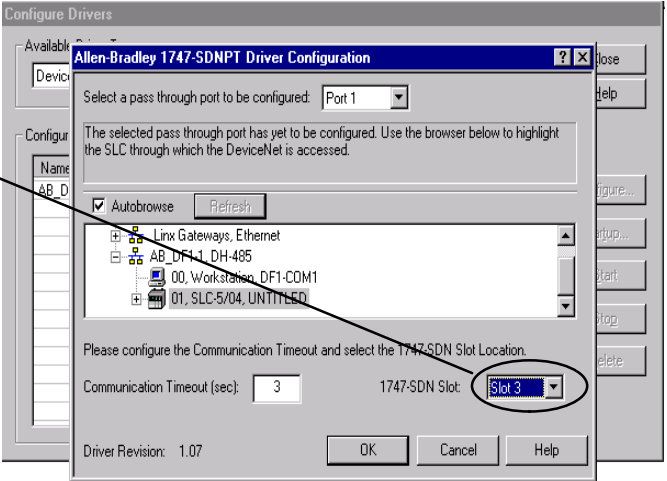 Configure Drivers
Available
Close
Device
Help
Configur
Name
AB_D
Allen-Bradley 1747-SDNPT Driver Configuration
Select a pass through port to be configured: Port 1
The selected pass through port has yet to be configured. Use the browser below to highlight
the SLC through which the DeviceNet is accessed.
Autobrowse Refresh
Linx Gateways, Ethernet
AB_DF1-1, DH-485
00, Workstation, DF1-COM1
01, SLC-5/04, UNTITLED
Please configure the Communication Timeout and select the 1747-SDN Slot Location.
Communication Timeout (sec): 3 1747-SDN Slot: Slot 3
Driver Revision: 1.07 OK Cancel Help